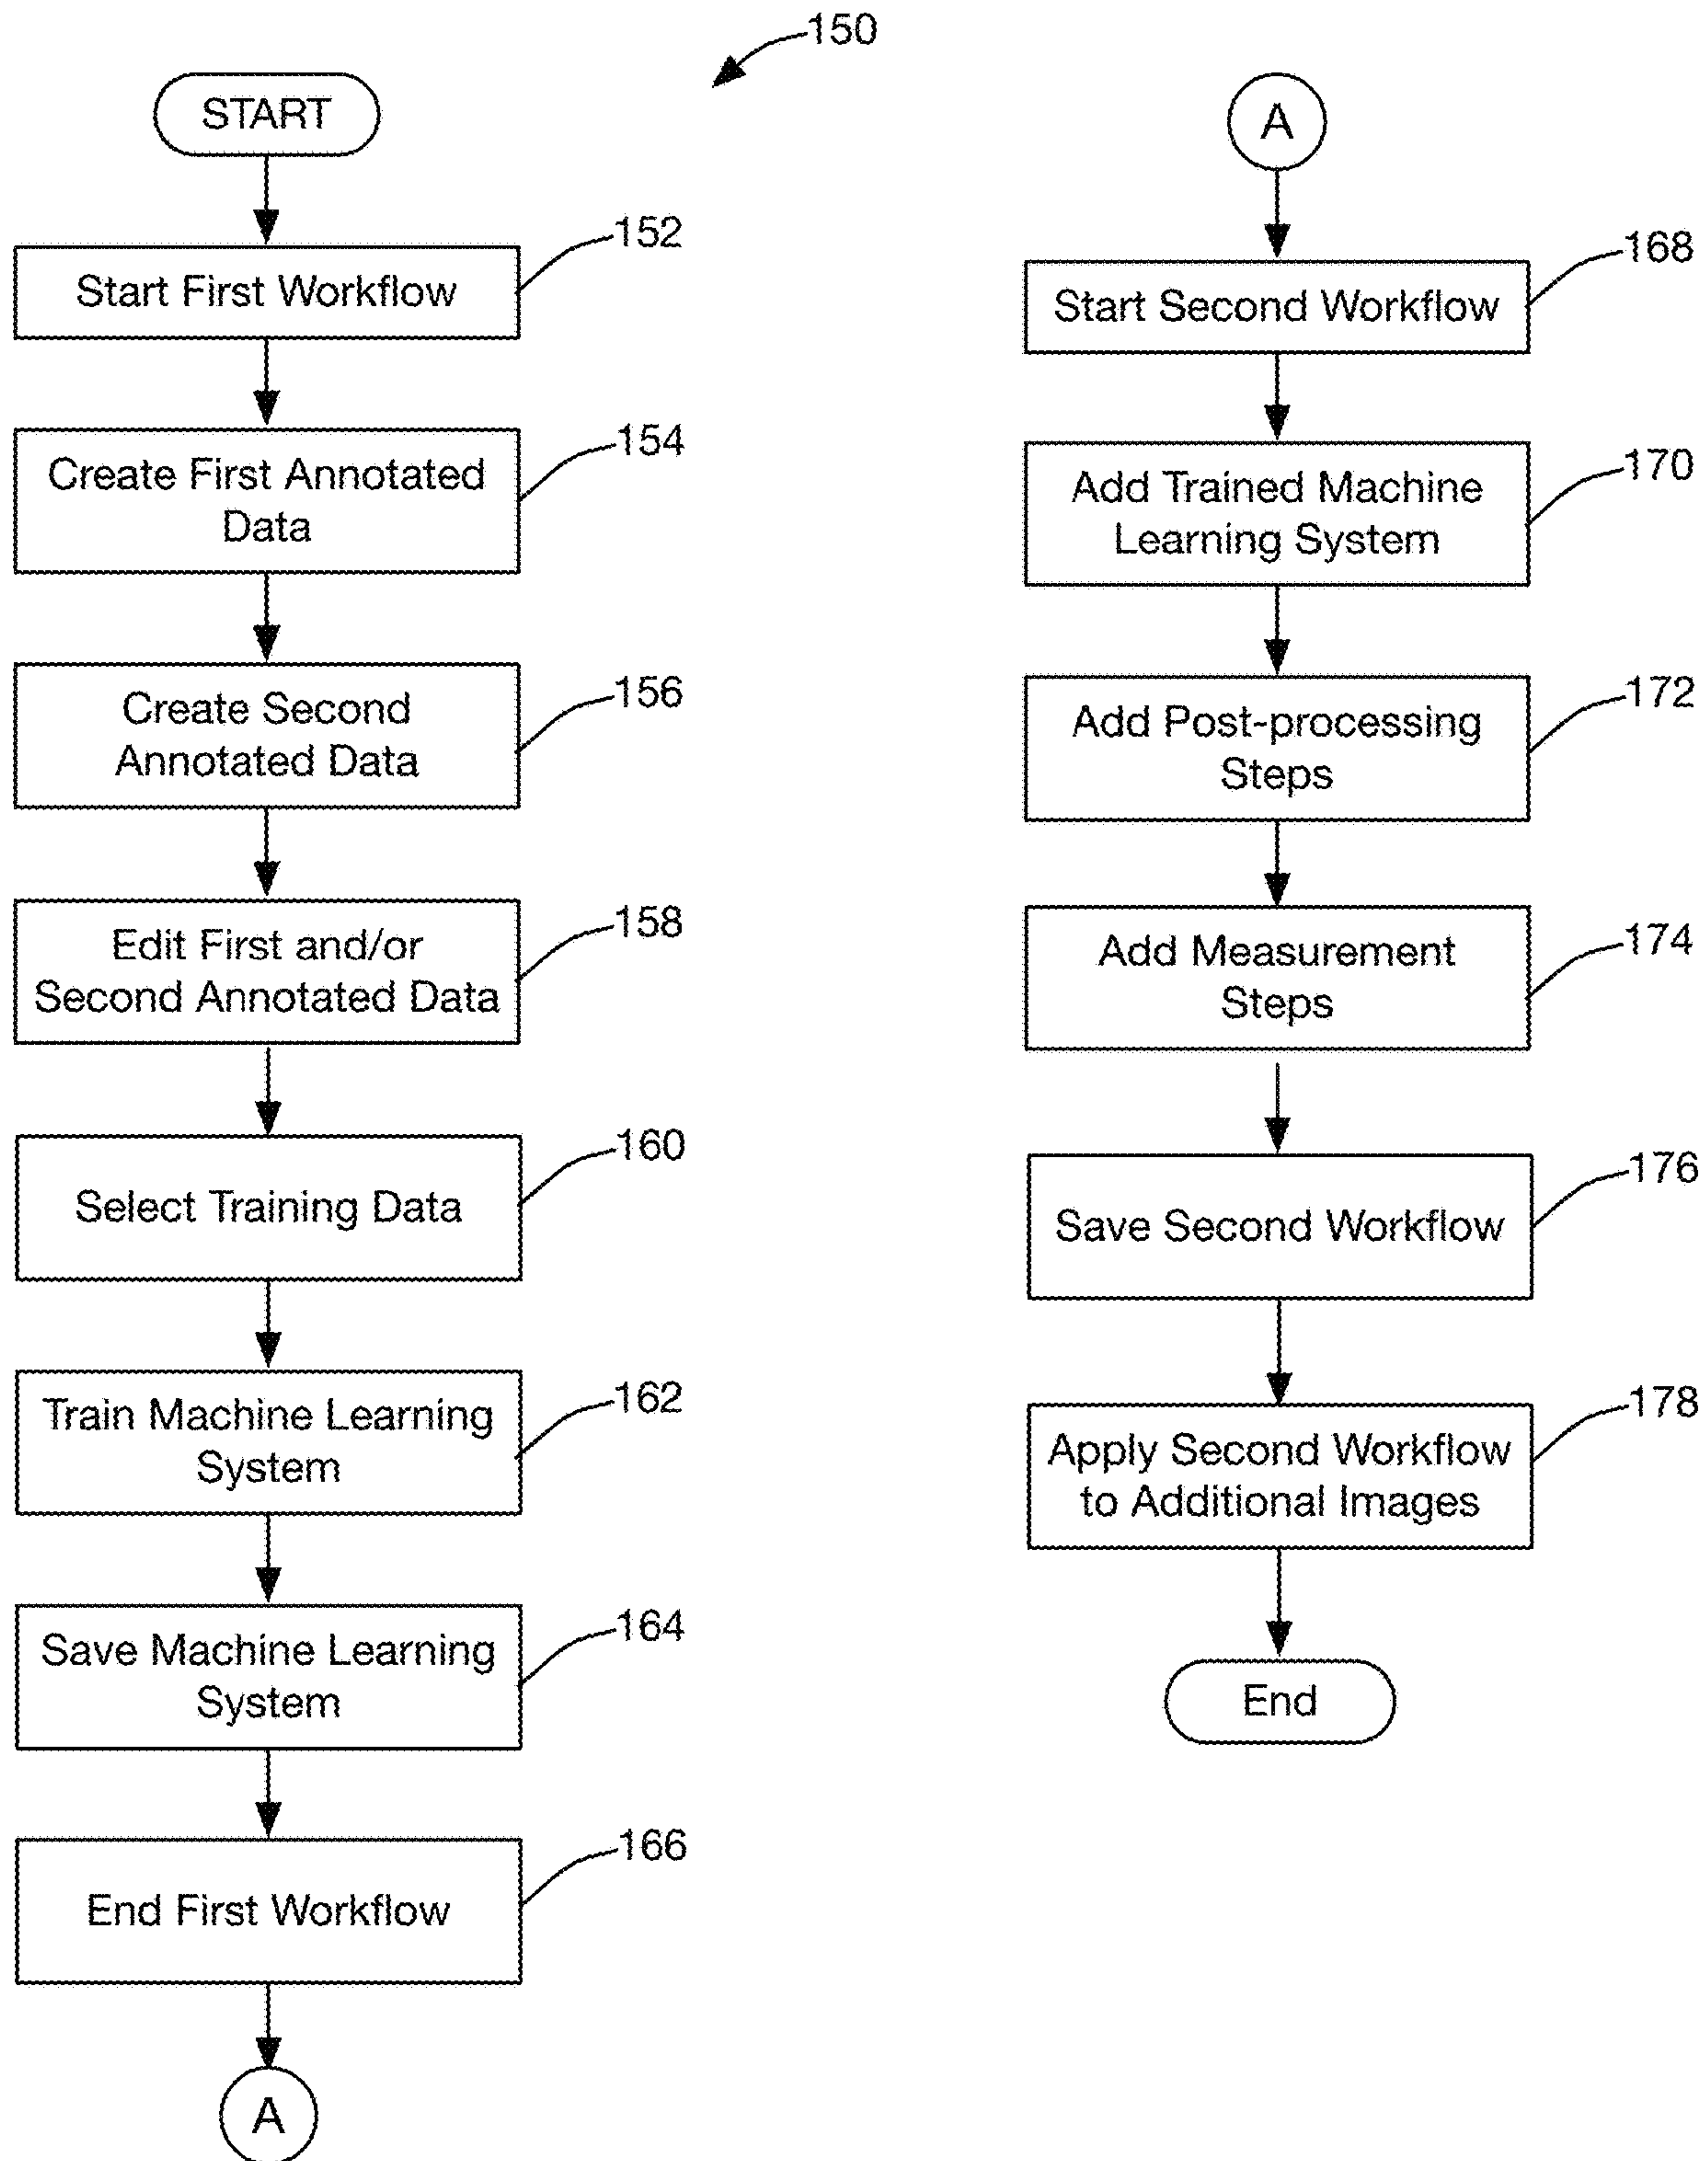 150
START
152
Start First Workflow
154
Create First Annotated
Data
156
Create Second
Annotated Data
158
Edit First and/or
Second Annotated Data
160
Select Training Data
162
Train Machine Learning
System
164
Save Machine Learning
System
166
End First Workflow
A
A
168
Start Second Workflow
170
Add Trained Machine
Learning System
172
Add Post-processing
Steps
174
Add Measurement
Steps
176
Save Second Workflow
178
Apply Second Workflow
to Additional Images
End